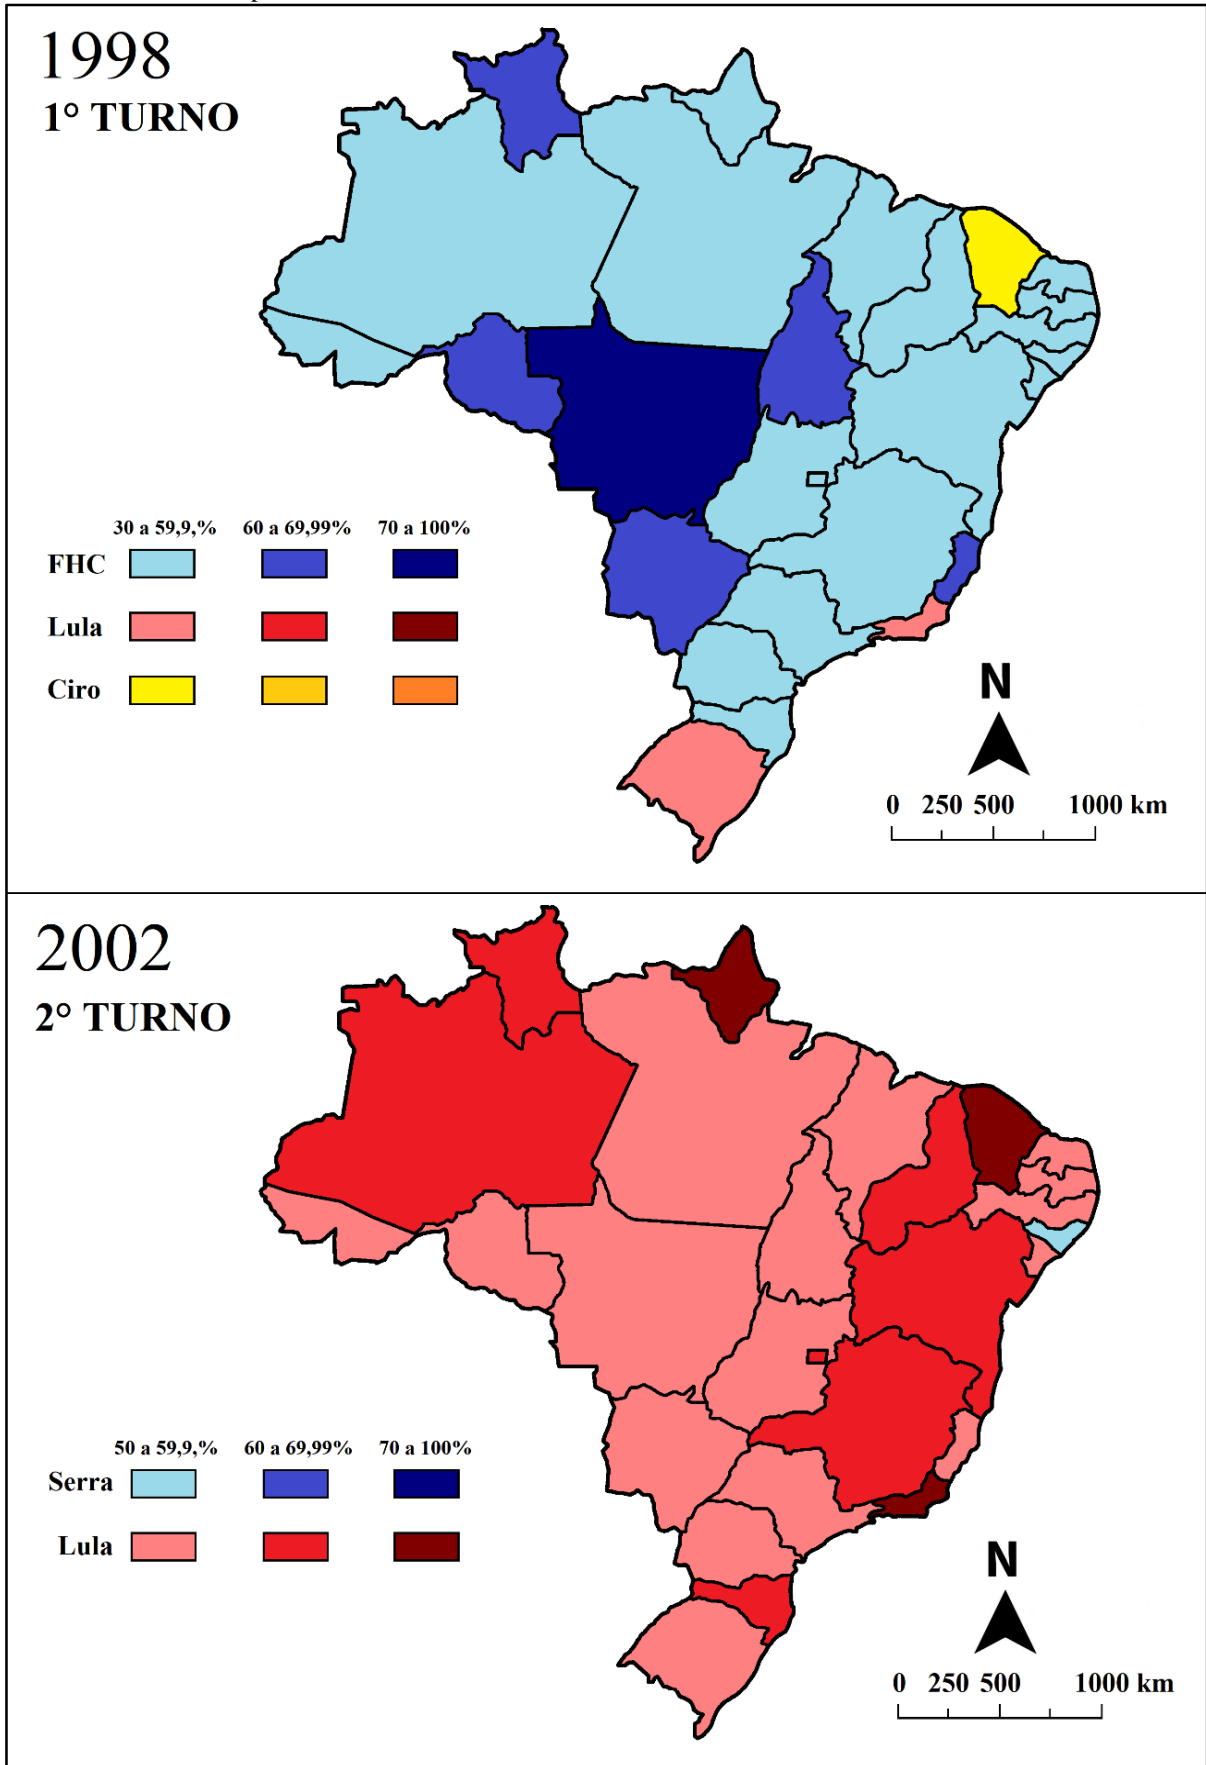 1998
1° TURNO
30 a 59,9,% 60 a 69,99% 70 a 100%
FHC
Lula
Ciro
N
0 250 500 1000 km
2002
2° TURNO
50 a 59,9,% 60 a 69,99% 70 a 100%
Serra
Lula
N
0 250 500 1000 km